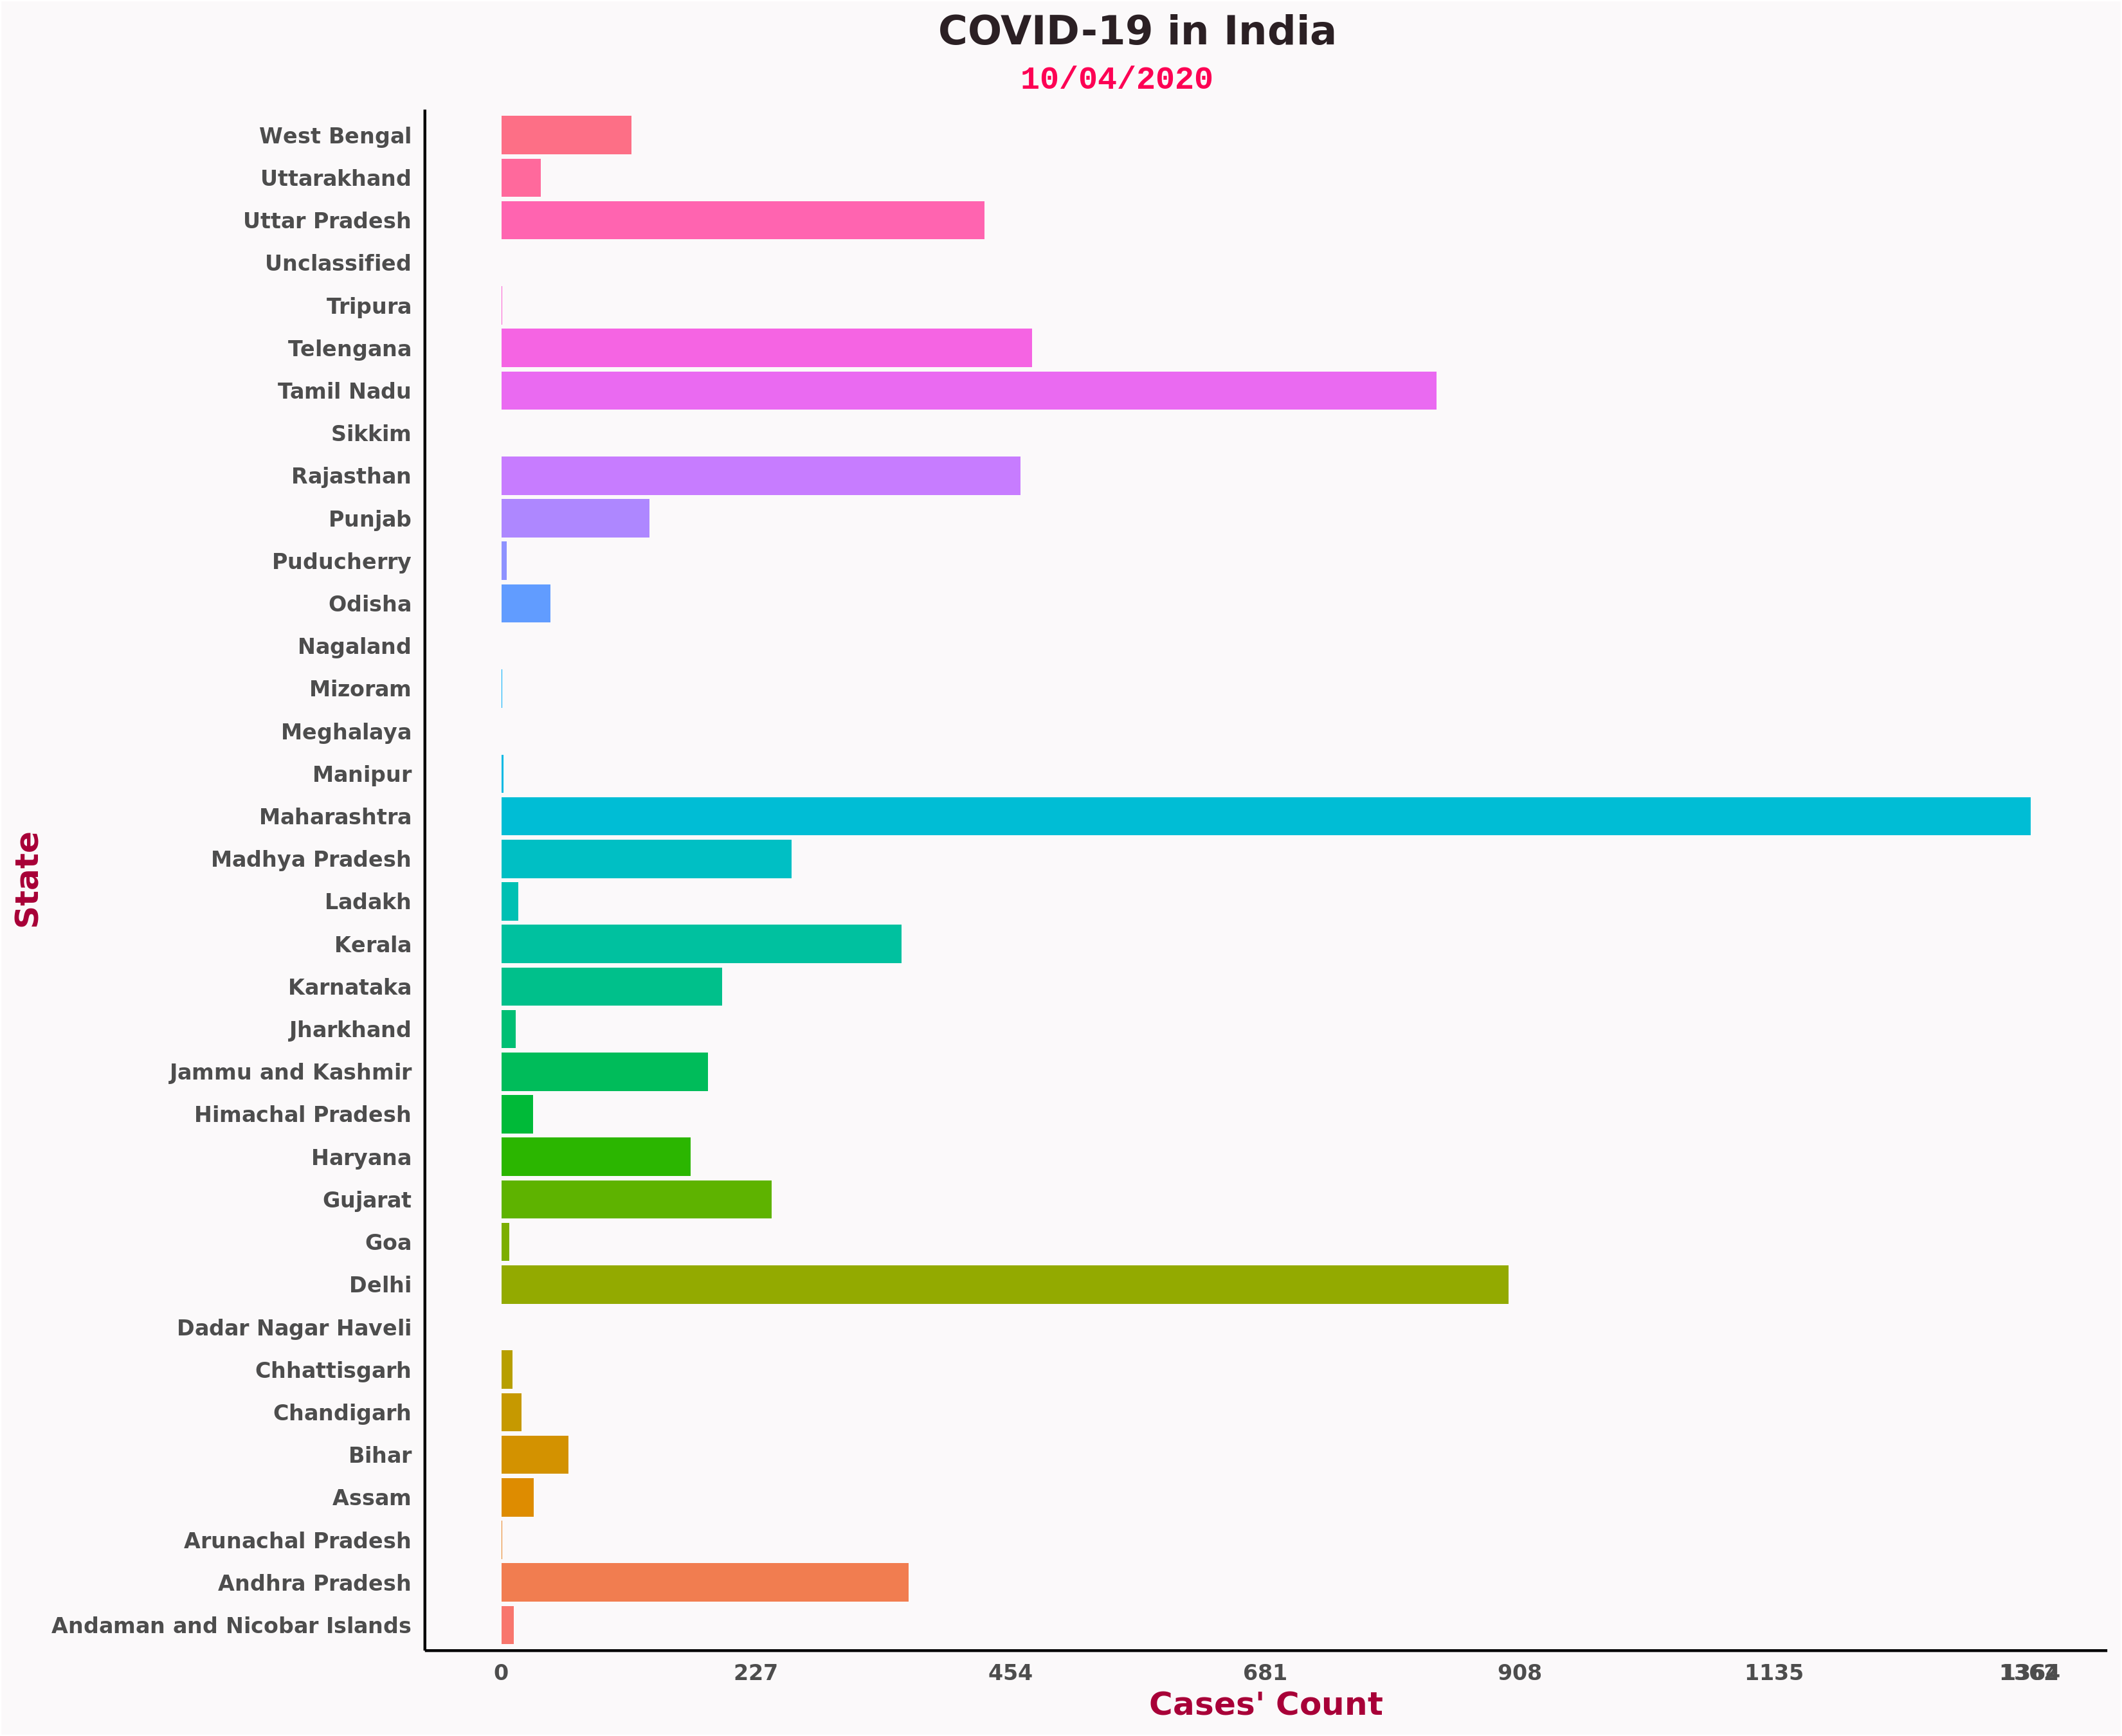 COVID-19 in India
10/04/2020
West Bengal
Uttarakhand
Uttar Pradesh
Unclassified
Tripura
Telengana
Tamil Nadu
Sikkim
Rajasthan
Punjab
Puducherry
Odisha
Nagaland
Mizoram
Meghalaya
Manipur
Maharashtra
Madhya Pradesh
Ladakh
Kerala
Karnataka
Jharkhand
Jammu and Kashmir
Himachal Pradesh
Haryana
Gujarat
Goa
Delhi
Dadar Nagar Haveli
Chhattisgarh
Chandigarh
Bihar
Assam
Arunachal Pradesh
Andhra Pradesh
Andaman and Nicobar Islands
State
0 227 454 681 908 1135
Cases' Count